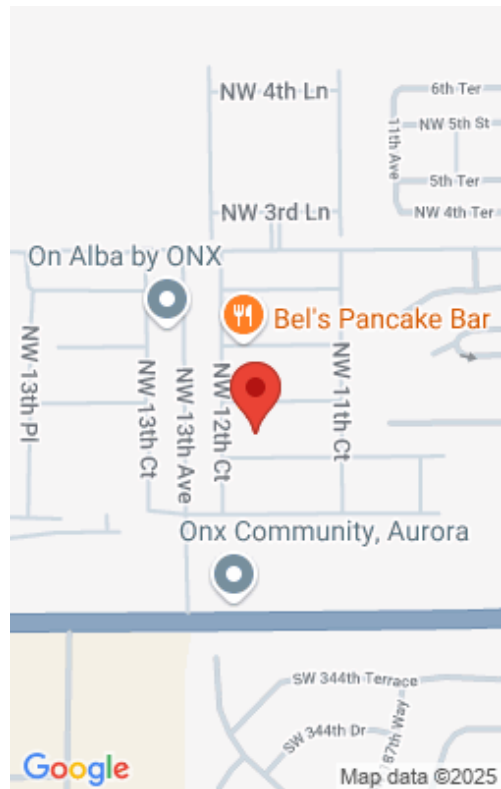 NW 4th Ln
6th Ter
NW 5th St
11th Ave
5th Ter
NW 3rd Ln
NW 4th Ter
On Alba by ONX
Bel's Pancake Bar
NW 13th Pl
NW 13th Ct
NW 13th Ave
NW 12th Ct
NW 11th Ct
Onx Community, Aurora
SW 344th Terrace
SW 344th Dr
87th Way
Google
Map data ©2025